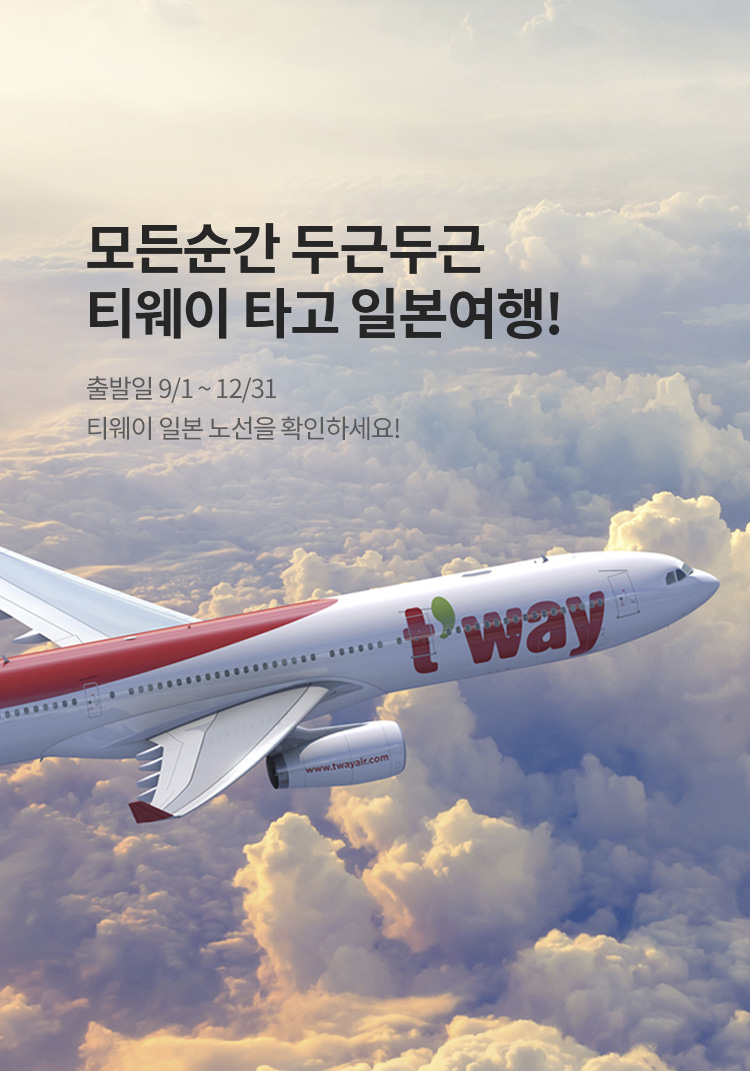 모든순간 두근두근
티웨이 타고 일본여행!
출발일 9/1 ~ 12/31
티웨이 일본 노선을 확인하세요!
t'way
www.twayair.com